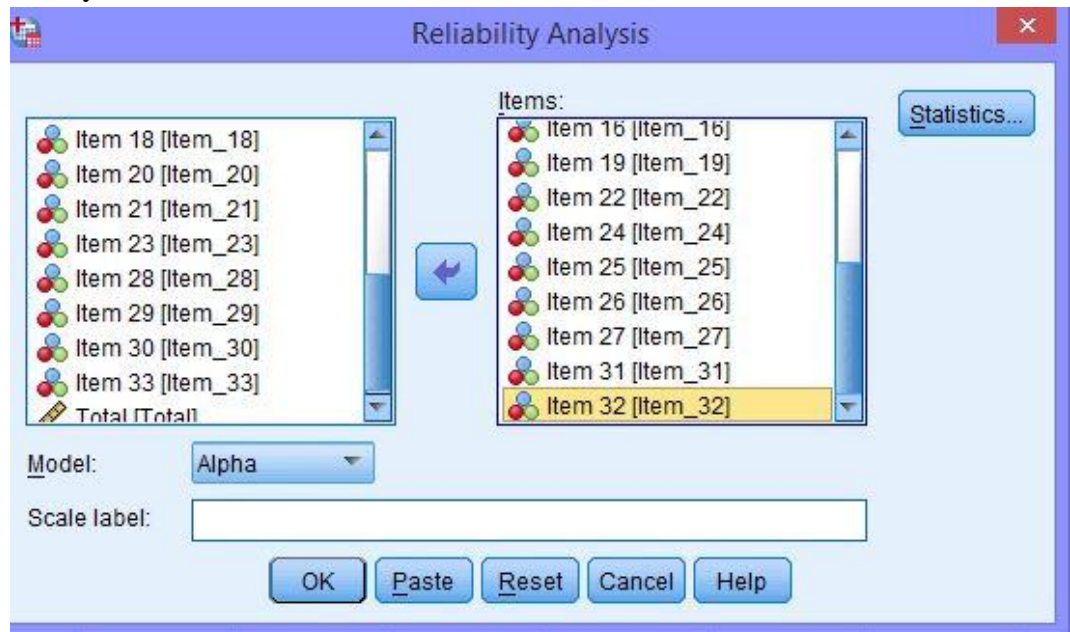 Reliability Analysis
Items:
Statistics...
Item 18 [Item_18]
Item 20 [Item_20]
Item 21 [Item_21]
Item 23 [Item_23]
Item 28 [Item_28]
Item 29 [Item_29]
Item 30 [Item_30]
Item 33 [Item_33]
Total [Total]
Item 16 [Item_16]
Item 19 [Item_19]
Item 22 [Item_22]
Item 24 [Item_24]
Item 25 [Item_25]
Item 26 [Item_26]
Item 27 [Item_27]
Item 31 [Item_31]
Item 32 [Item_32]
Model: Alpha
Scale label:
OK Paste Reset Cancel Help